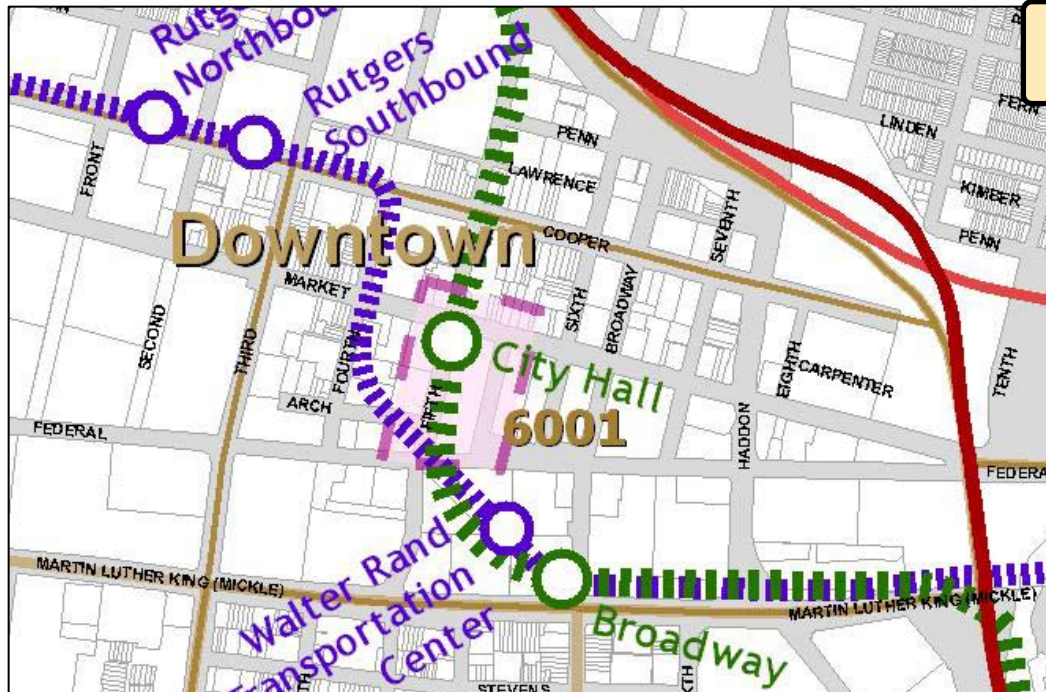 Northbou
Rutgers
Southbound
PENN
LINDEN
FERN
LAWRENCE
KIMBER
FRONT
SEVENTH
PENN
Downtown
COOPER
MARKET
SIXTH
BROADWAY
SECOND
THIRD
FOURTH
City Hall
EIGHTH
CARPENTER
TENTH
ARCH
FIFTH
6001
FEDERAL
HADDON
FEDERA
Walter Rand
Transportation
Center
MARTIN LUTHER KING (MICKLE)
MARTIN LUTHER KING (MICKLE)
Broadway
STEVENS